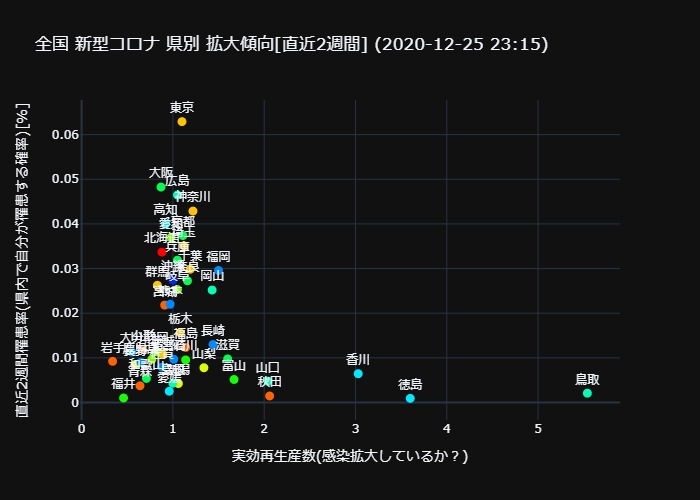 全国 新型コロナ 県別 拡大傾向[直近2週間] (2020-12-25 23:15)
直近2週間罹患率(県内で自分が罹患する確率)[%]
0.06
0.05
0.04
0.03
0.02
0.01
0
東京
大阪
広島
神奈川
高知
北海道
兵庫
千葉
福岡
群馬
岐阜
岡山
栃木
福島
長崎
滋賀
岩手
山梨
富山
山口
香川
青森
福井
愛媛
秋田
徳島
鳥取
0
1
2
3
4
5
実効再生産数(感染拡大しているか？)